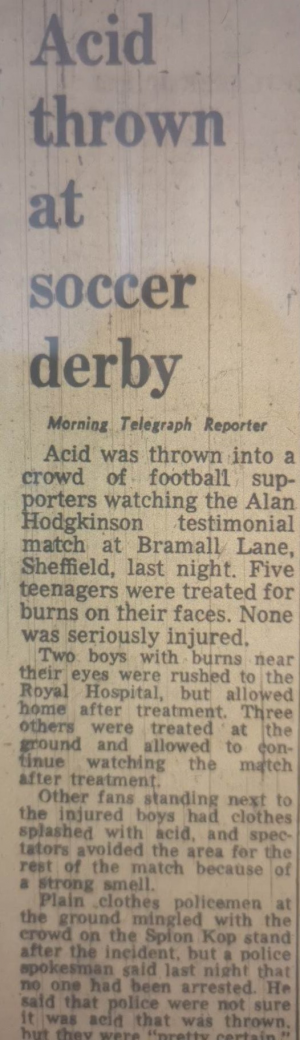 Acid
thrown
at
soccer
derby
Morning Telegraph Reporter
Acid was thrown into a
crowd of football sup-
porters watching the Alan
Hodgkinson testimonial
match at Bramall Lane,
Sheffield, last night. Five
teenagers were treated for
burns on their faces. None
was seriously injured.
Two boys with burns near
their eyes were rushed to the
Royal Hospital, but allowed
home after treatment. Three
others were treated at the
ground and allowed to con-
tinue watching the match
after treatment.
Other fans standing next to
the injured boys had clothes
splashed with acid, and spec-
tators avoided the area for the
rest of the match because of
a strong smell.
Plain clothes policemen at
the ground mingled with the
crowd on the Spion Kop stand
after the incident, but a police
spokesman said last night that
no one had been arrested. He
said that police were not sure
it was acid that was thrown,
but they were "pretty certain."